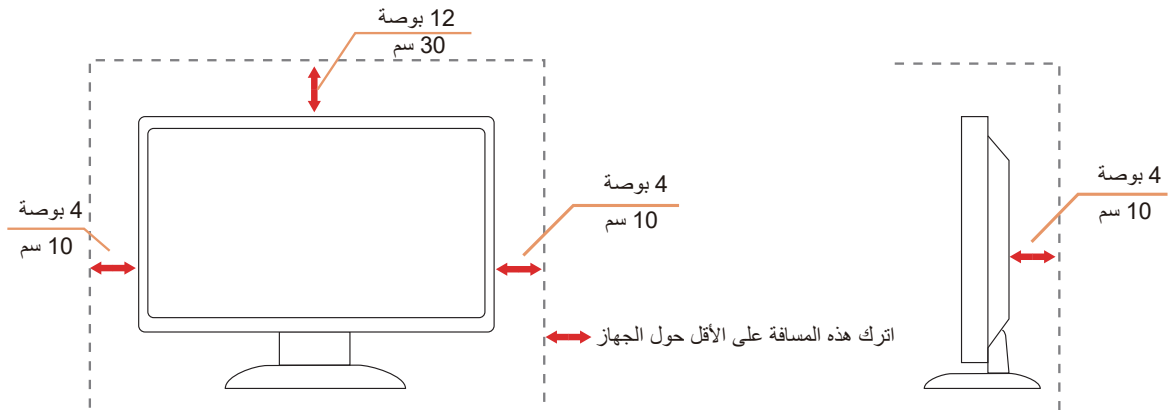 12 بوصة
30 سم
4 بوصة
10 سم
4 بوصة
10 سم
4 بوصة
10 سم
اترك هذه المسافة على الأقل حول الجهاز